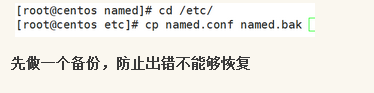 [root@centos named]# cd /etc/
[root@centos etc]# cp named.conf named.bak
先做一个备份，防止出错不能够恢复